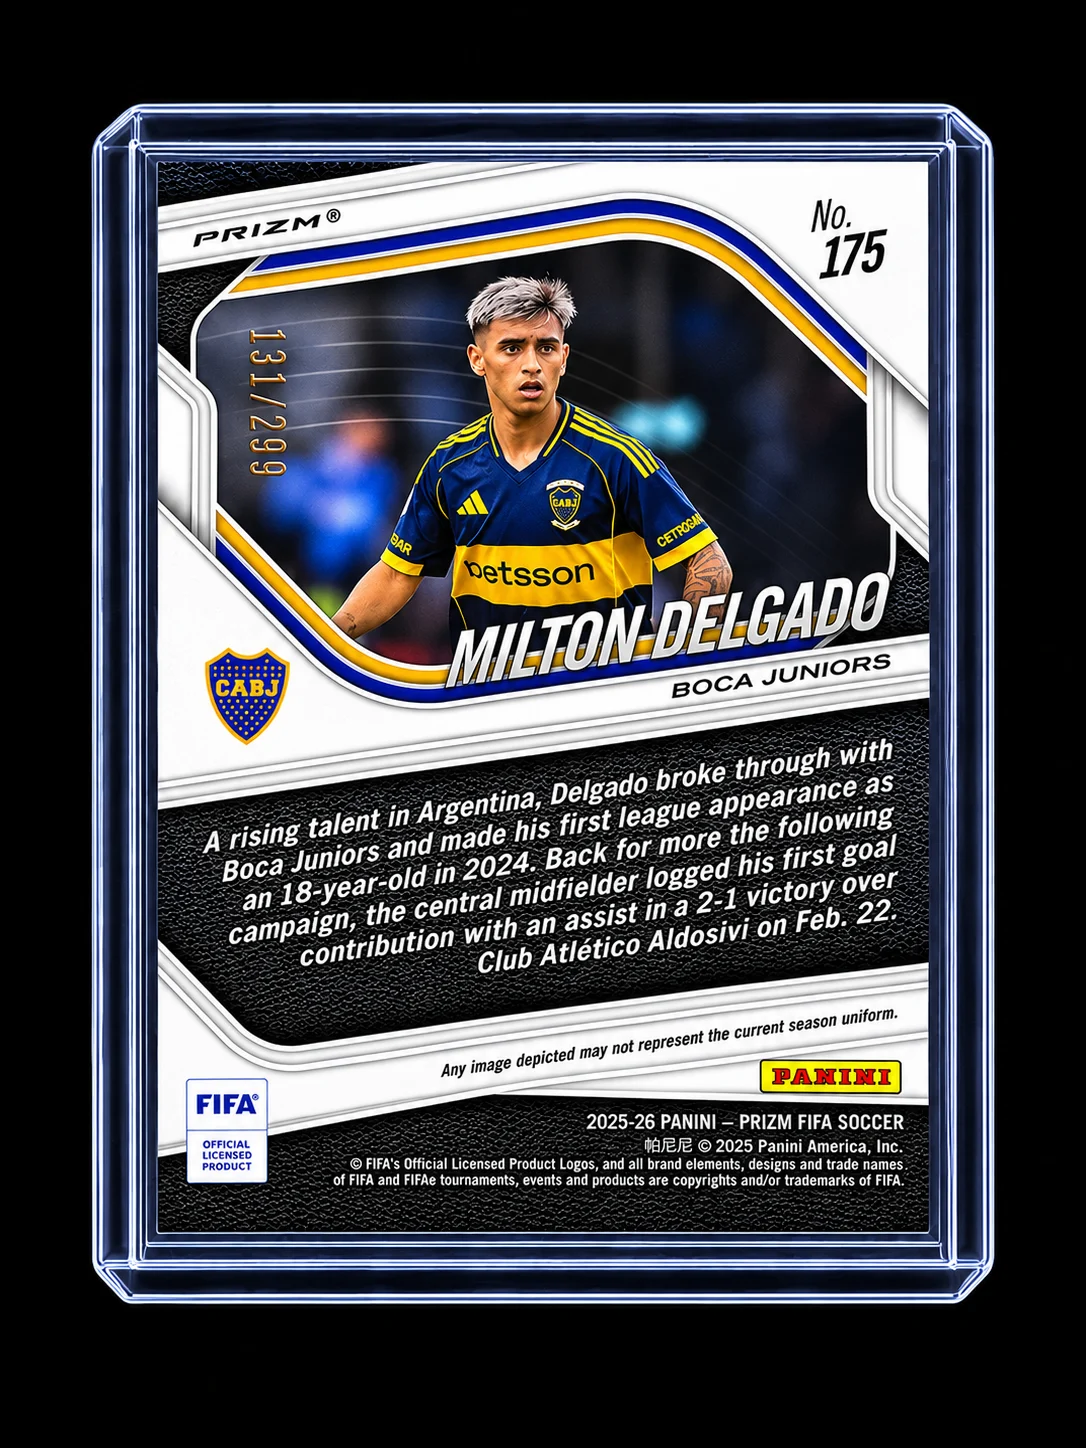 PRIZM®
No.
175
131/299
CABJ
BAR
CETROGAR
betsson
MILTON DELGADO
BOCA JUNIORS
CABJ
A rising talent in Argentina, Delgado broke through with
Boca Juniors and made his first league appearance as
an 18-year-old in 2024. Back for more the following
campaign, the central midfielder logged his first goal
contribution with an assist in a 2-1 victory over
Club Atlético Aldosivi on Feb. 22.
Any image depicted may not represent the current season uniform.
PANINI
FIFA®
OFFICIAL
LICENSED
PRODUCT
2025-26 PANINI – PRIZM FIFA SOCCER
帕尼尼 © 2025 Panini America, Inc.
© FIFA's Official Licensed Product Logos, and all brand elements, designs and trade names
of FIFA and FIFAe tournaments, events and products are copyrights and/or trademarks of FIFA.